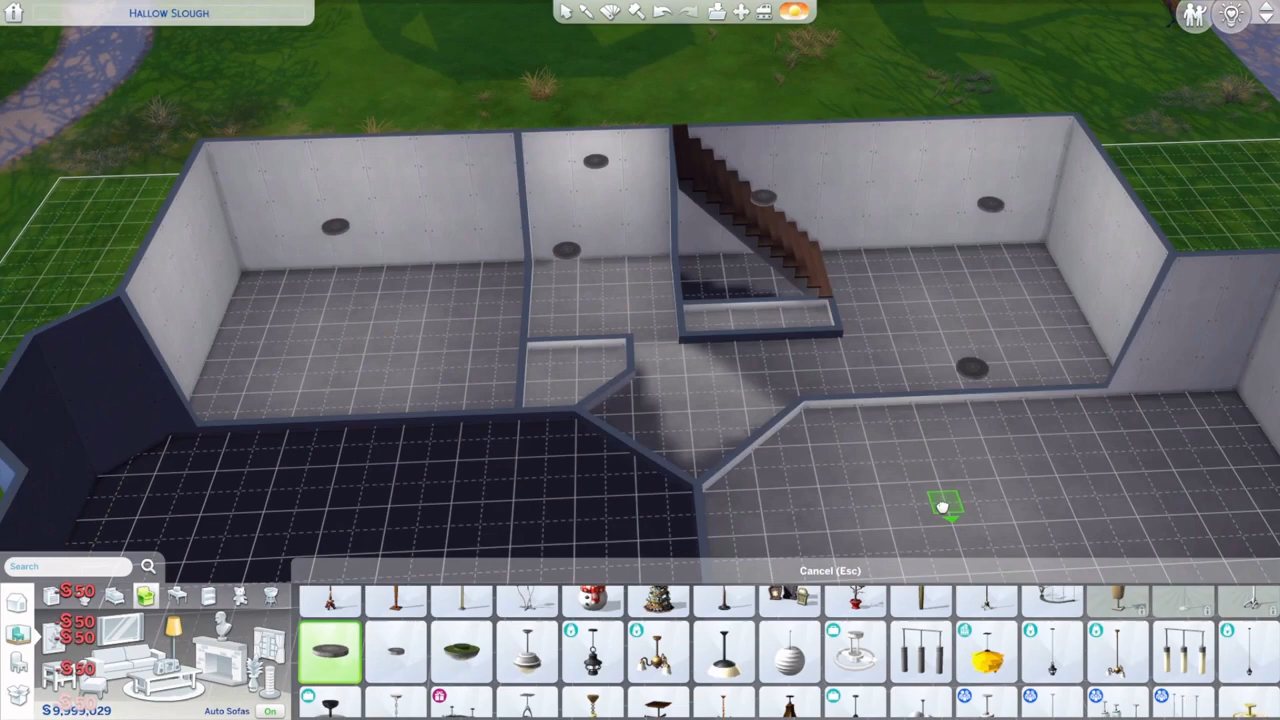 HALLOW SLOUGH
Cancel (Esc)
Search
§50
§50
§50
§50
§9,999,029
Auto Sofas On